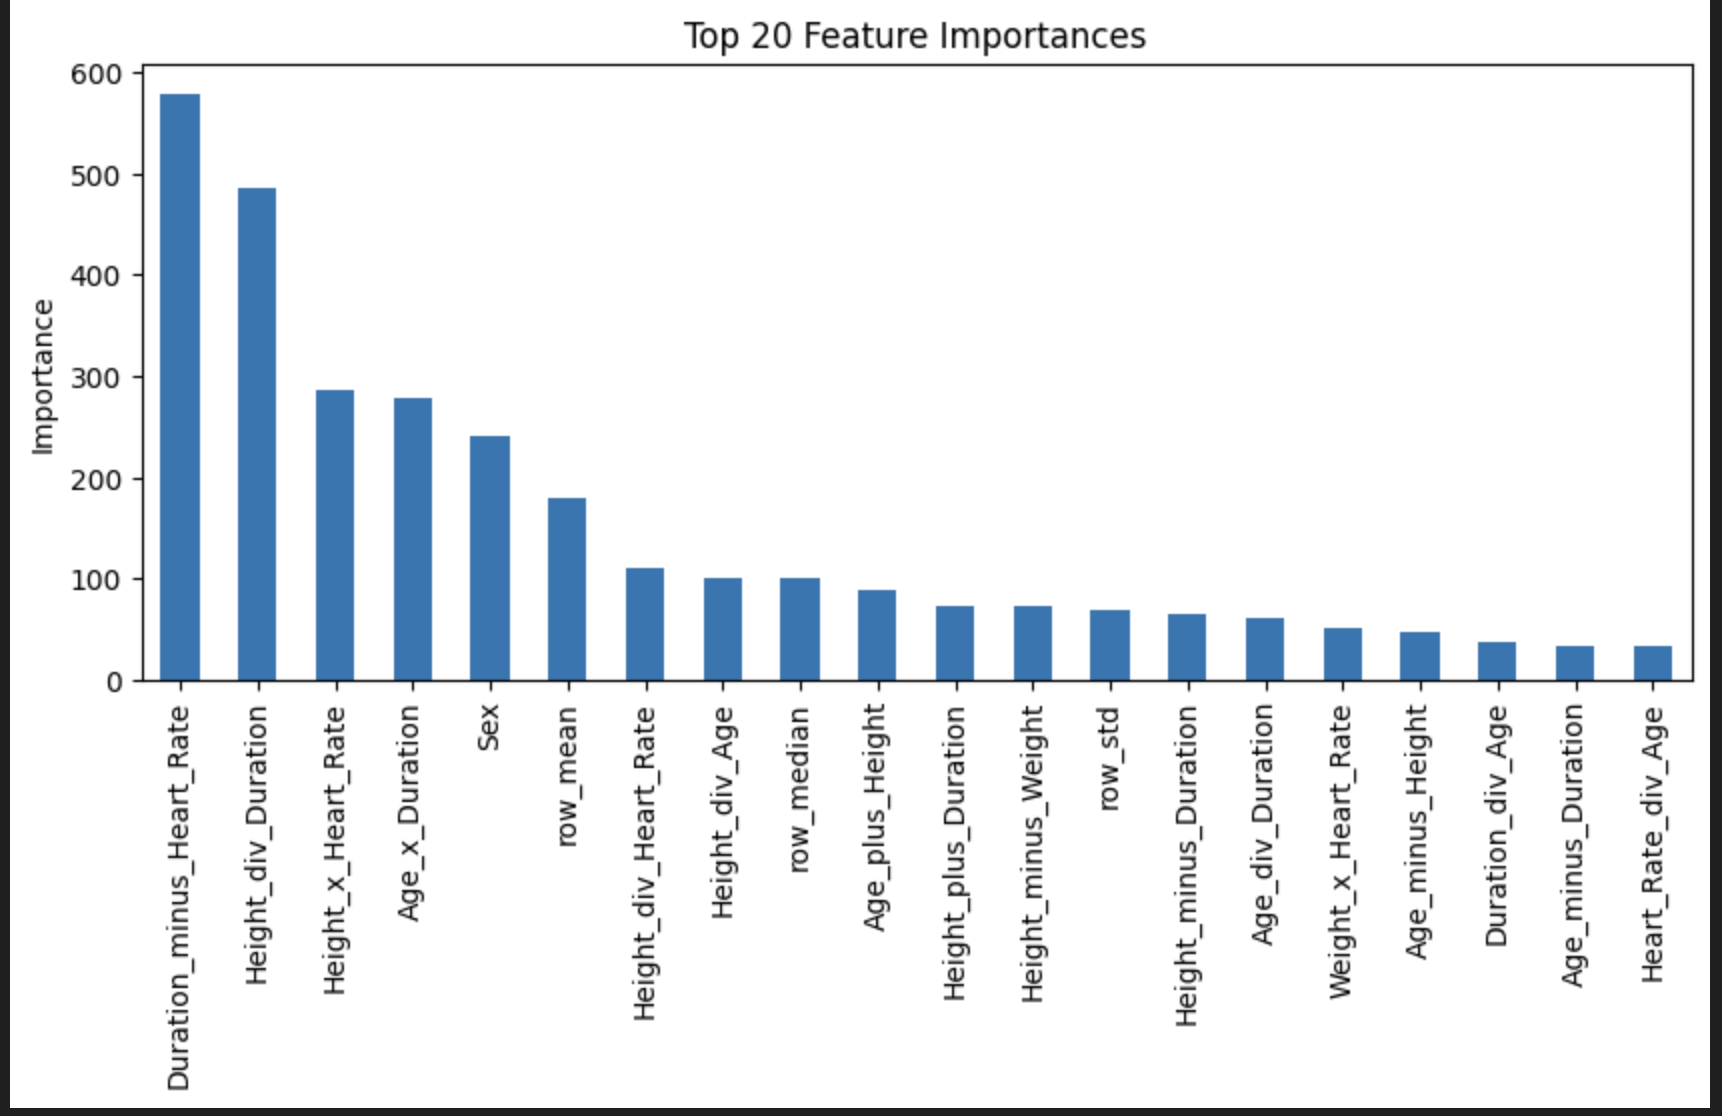 Top 20 Feature Importances
Importance
600
500
400
300
200
100
0
Duration_minus_Heart_Rate
Height_div_Duration
Height_x_Heart_Rate
Age_x_Duration
Sex
row_mean
Height_div_Heart_Rate
Height_div_Age
row_median
Age_plus_Height
Height_plus_Duration
Height_minus_Weight
row_std
Height_minus_Duration
Age_div_Duration
Weight_x_Heart_Rate
Age_minus_Height
Duration_div_Age
Age_minus_Duration
Heart_Rate_div_Age